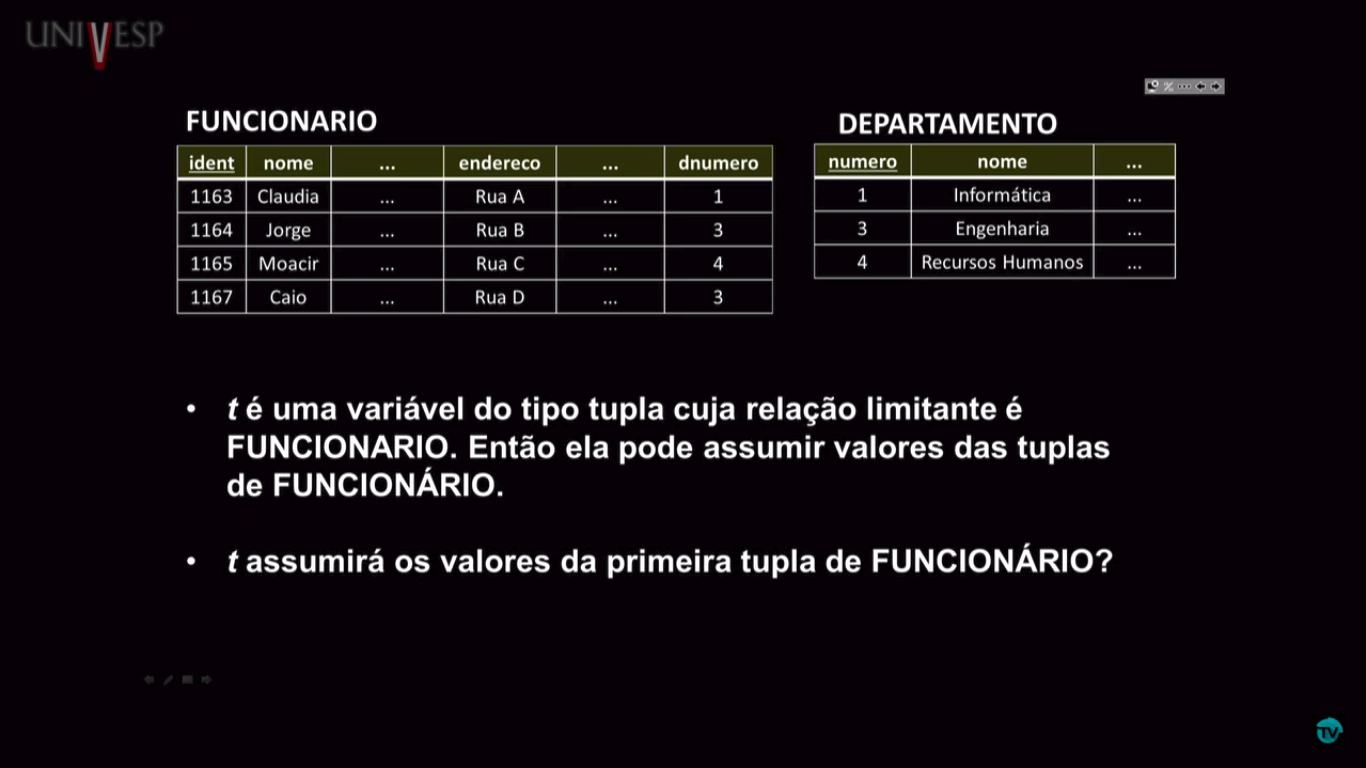 UNIVESP
FUNCIONARIO
ident nome ... endereco ... dnumero
1163 Claudia ... Rua A ... 1
1164 Jorge ... Rua B ... 3
1165 Moacir ... Rua C ... 4
1167 Caio ... Rua D ... 3
DEPARTAMENTO
numero nome ...
1 Informática ...
3 Engenharia ...
4 Recursos Humanos ...
• t é uma variável do tipo tupla cuja relação limitante é
FUNCIONARIO. Então ela pode assumir valores das tuplas
de FUNCIONÁRIO.
• t assumirá os valores da primeira tupla de FUNCIONÁRIO?
TV